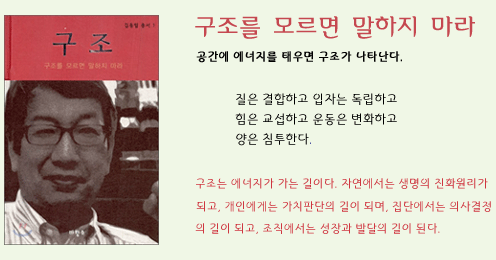 김동렬
구조
구조를 모르면 말하지 마라
구조를 모르면 말하지 마라
공간에 에너지를 태우면 구조가 나타난다.
질은 결합하고 입자는 독립하고
힘은 교섭하고 운동은 변화하고
양은 침투한다.
구조는 에너지가 가는 길이다. 자연에서는 생명의 진화원리가
되고, 개인에게는 가치판단의 길이 되며, 집단에서는 의사결정
의 길이 되고, 조직에서는 성장과 발달의 길이 된다.